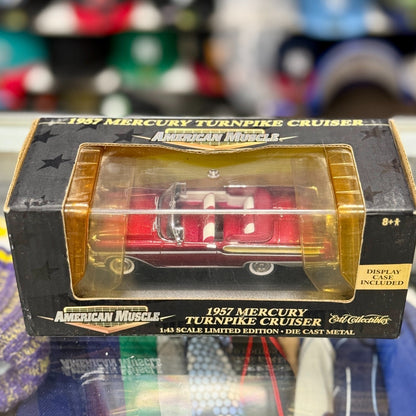 1957 MERCURY TURNPIKE CRUISER
AMERICAN MUSCLE
8+
DISPLAY
CASE
INCLUDED
AMERICAN MUSCLE
1957 MERCURY
TURNPIKE CRUISER
1:43 SCALE LIMITED EDITION • DIE CAST METAL
Ertl Collectibles